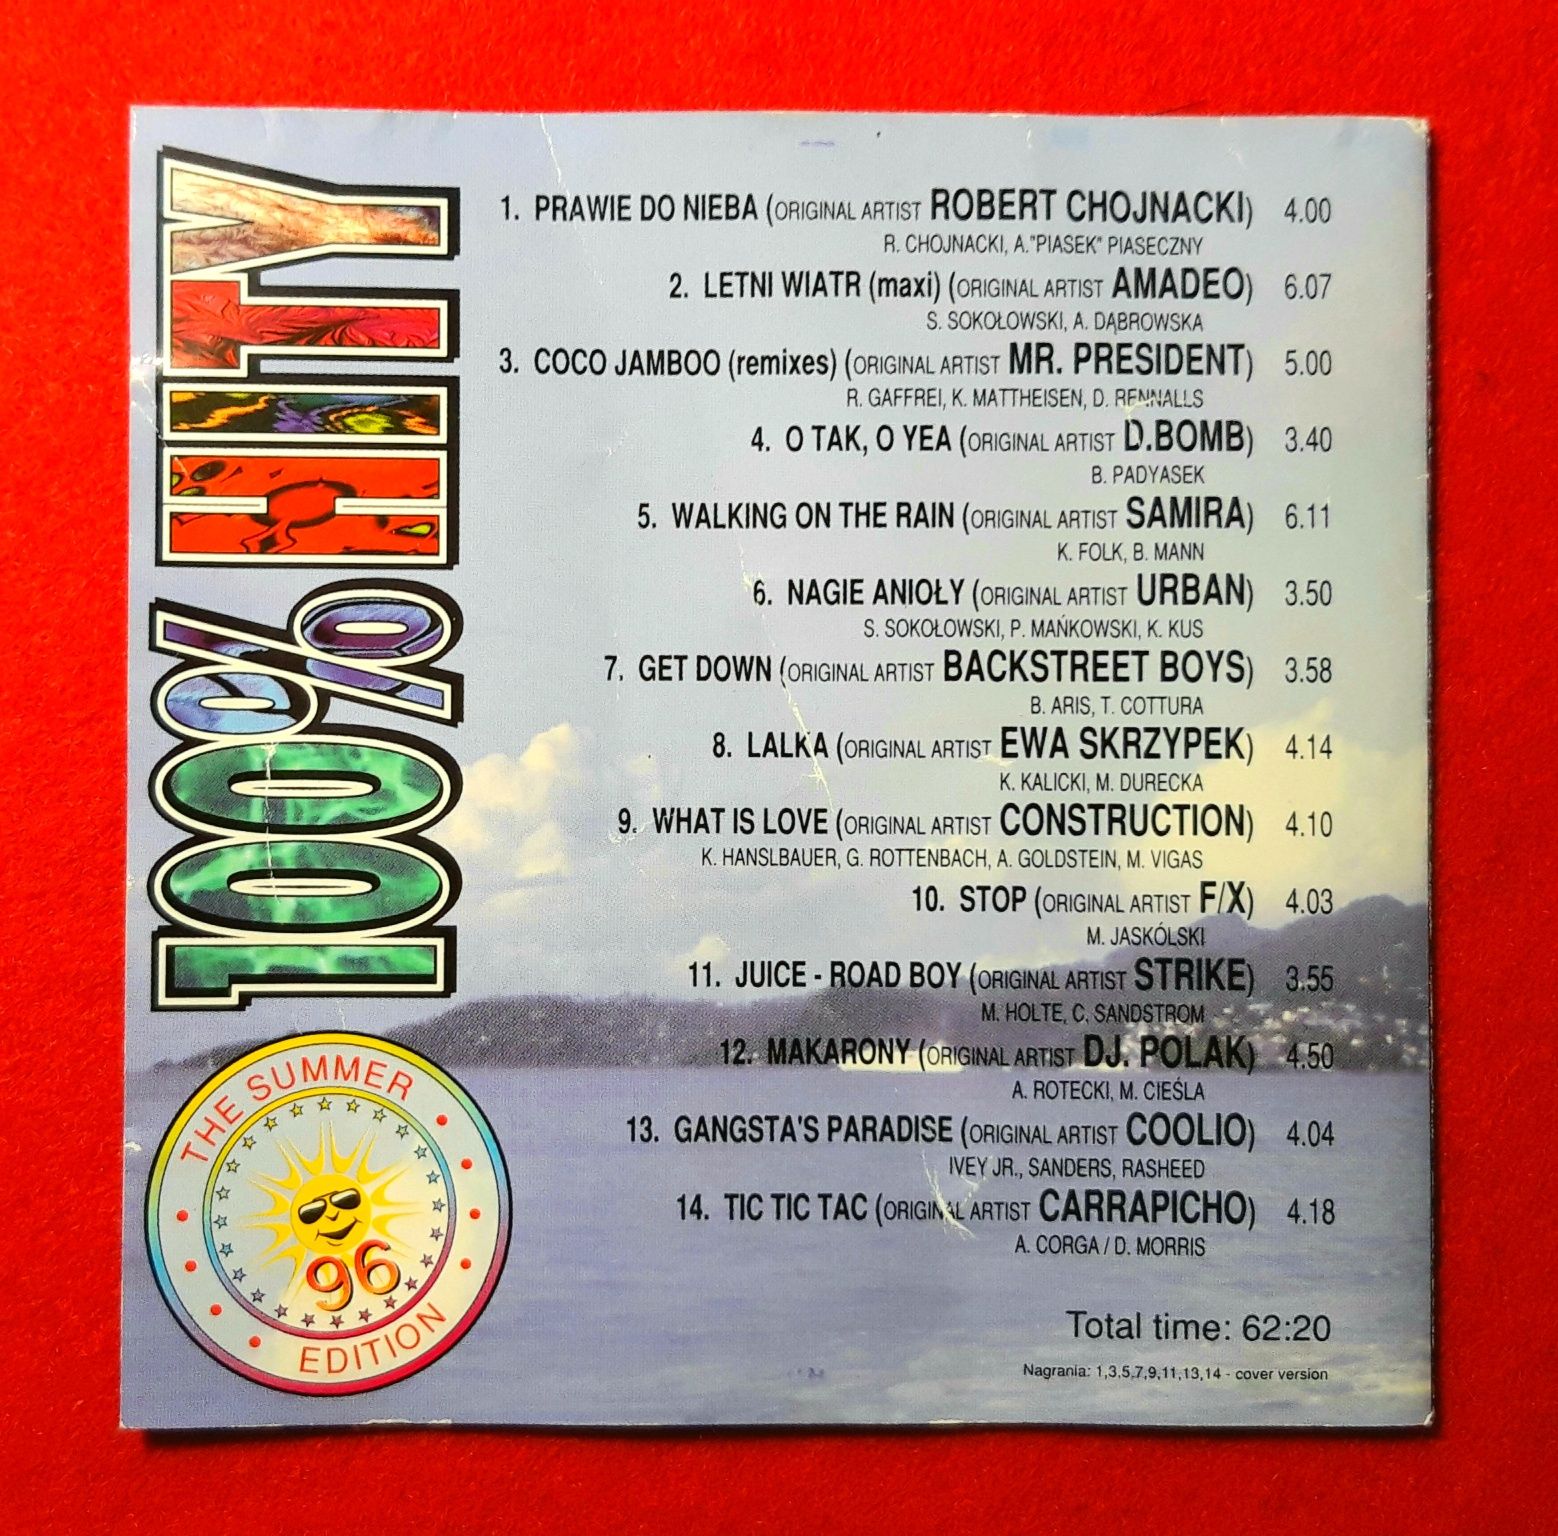 100% HITY
THE SUMMER
96
EDITION
1. PRAWIE DO NIEBA (ORIGINAL ARTIST ROBERT CHOJNACKI) 4.00
R. CHOJNACKI, A."PIASEK" PIASECZNY
2. LETNI WIATR (maxi) (ORIGINAL ARTIST AMADEO) 6.07
S. SOKOŁOWSKI, A. DĄBROWSKA
3. COCO JAMBOO (remixes) (ORIGINAL ARTIST MR. PRESIDENT) 5.00
R. GAFFREI, K. MATTHEISEN, D. RENNALLS
4. O TAK, O YEA (ORIGINAL ARTIST D.BOMB) 3.40
B. PADYASEK
5. WALKING ON THE RAIN (ORIGINAL ARTIST SAMIRA) 6.11
K. FOLK, B. MANN
6. NAGIE ANIOŁY (ORIGINAL ARTIST URBAN) 3.50
S. SOKOŁOWSKI, P. MAŃKOWSKI, K. KUS
7. GET DOWN (ORIGINAL ARTIST BACKSTREET BOYS) 3.58
B. ARIS, T. COTTURA
8. LALKA (ORIGINAL ARTIST EWA SKRZYPEK) 4.14
K. KALICKI, M. DURECKA
9. WHAT IS LOVE (ORIGINAL ARTIST CONSTRUCTION) 4.10
K. HANSLBAUER, G. ROTTENBACH, A. GOLDSTEIN, M. VIGAS
10. STOP (ORIGINAL ARTIST F/X) 4.03
M. JASKÓLSKI
11. JUICE - ROAD BOY (ORIGINAL ARTIST STRIKE) 3.55
M. HOLTE, C. SANDSTROM
12. MAKARONY (ORIGINAL ARTIST DJ. POLAK) 4.50
A. ROTECKI, M. CIEŚLA
13. GANGSTA'S PARADISE (ORIGINAL ARTIST COOLIO) 4.04
IVEY JR., SANDERS, RASHEED
14. TIC TIC TAC (ORIGINAL ARTIST CARRAPICHO) 4.18
A. CORGA / D. MORRIS
Total time: 62:20
Nagrania: 1,3,5,7,9,11,13,14 - cover version